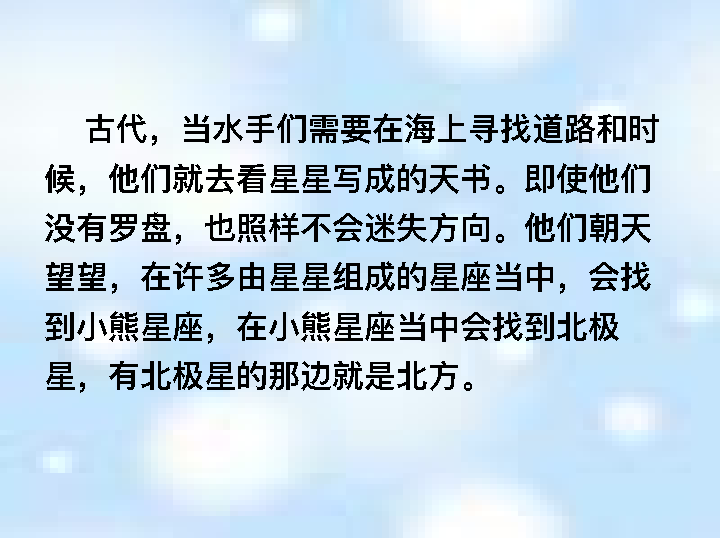 古代，当水手们需要在海上寻找道路和时
候，他们就去看星星写成的天书。即使他们
没有罗盘，也照样不会迷失方向。他们朝天
望望，在许多由星星组成的星座当中，会找
到小熊星座，在小熊星座当中会找到北极
星，有北极星的那边就是北方。